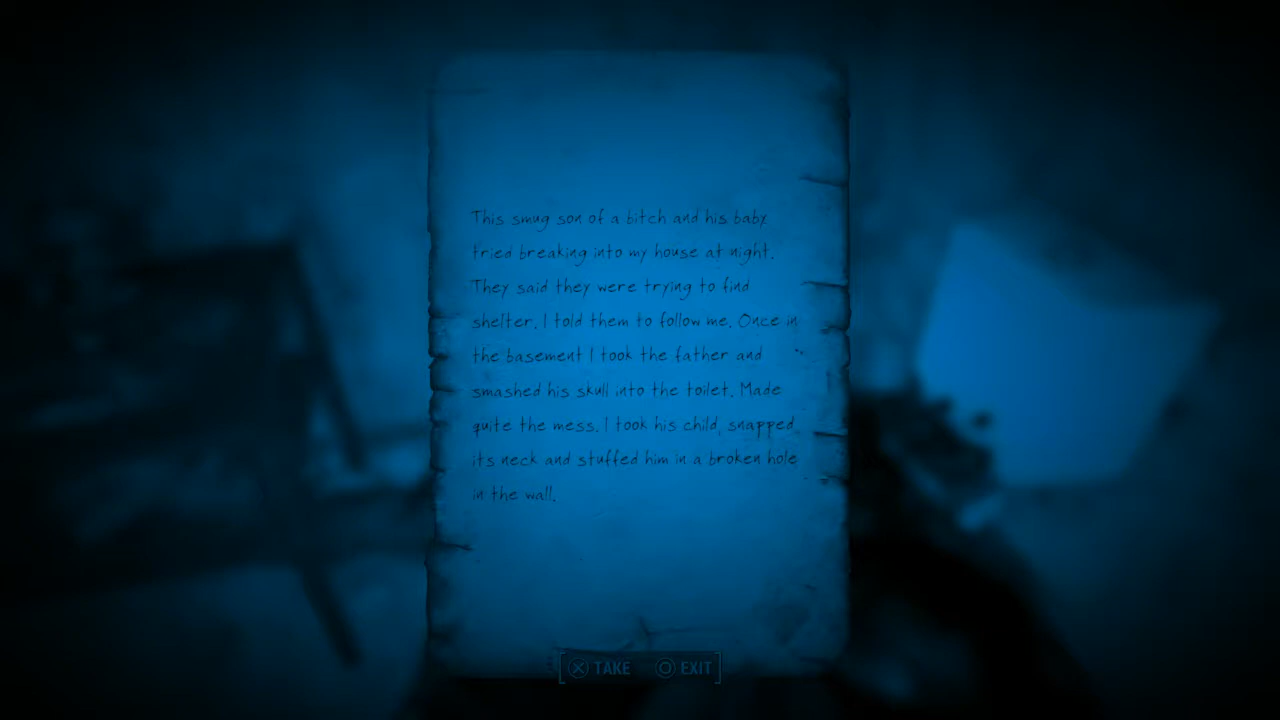 This smug son of a bitch and his baby
tried breaking into my house at night.
They said they were trying to find
shelter. I told them to follow me. Once in
the basement I took the father and
smashed his skull into the toilet. Made
quite the mess. I took his child, snapped
its neck and stuffed him in a broken hole
in the wall.
TAKE EXIT